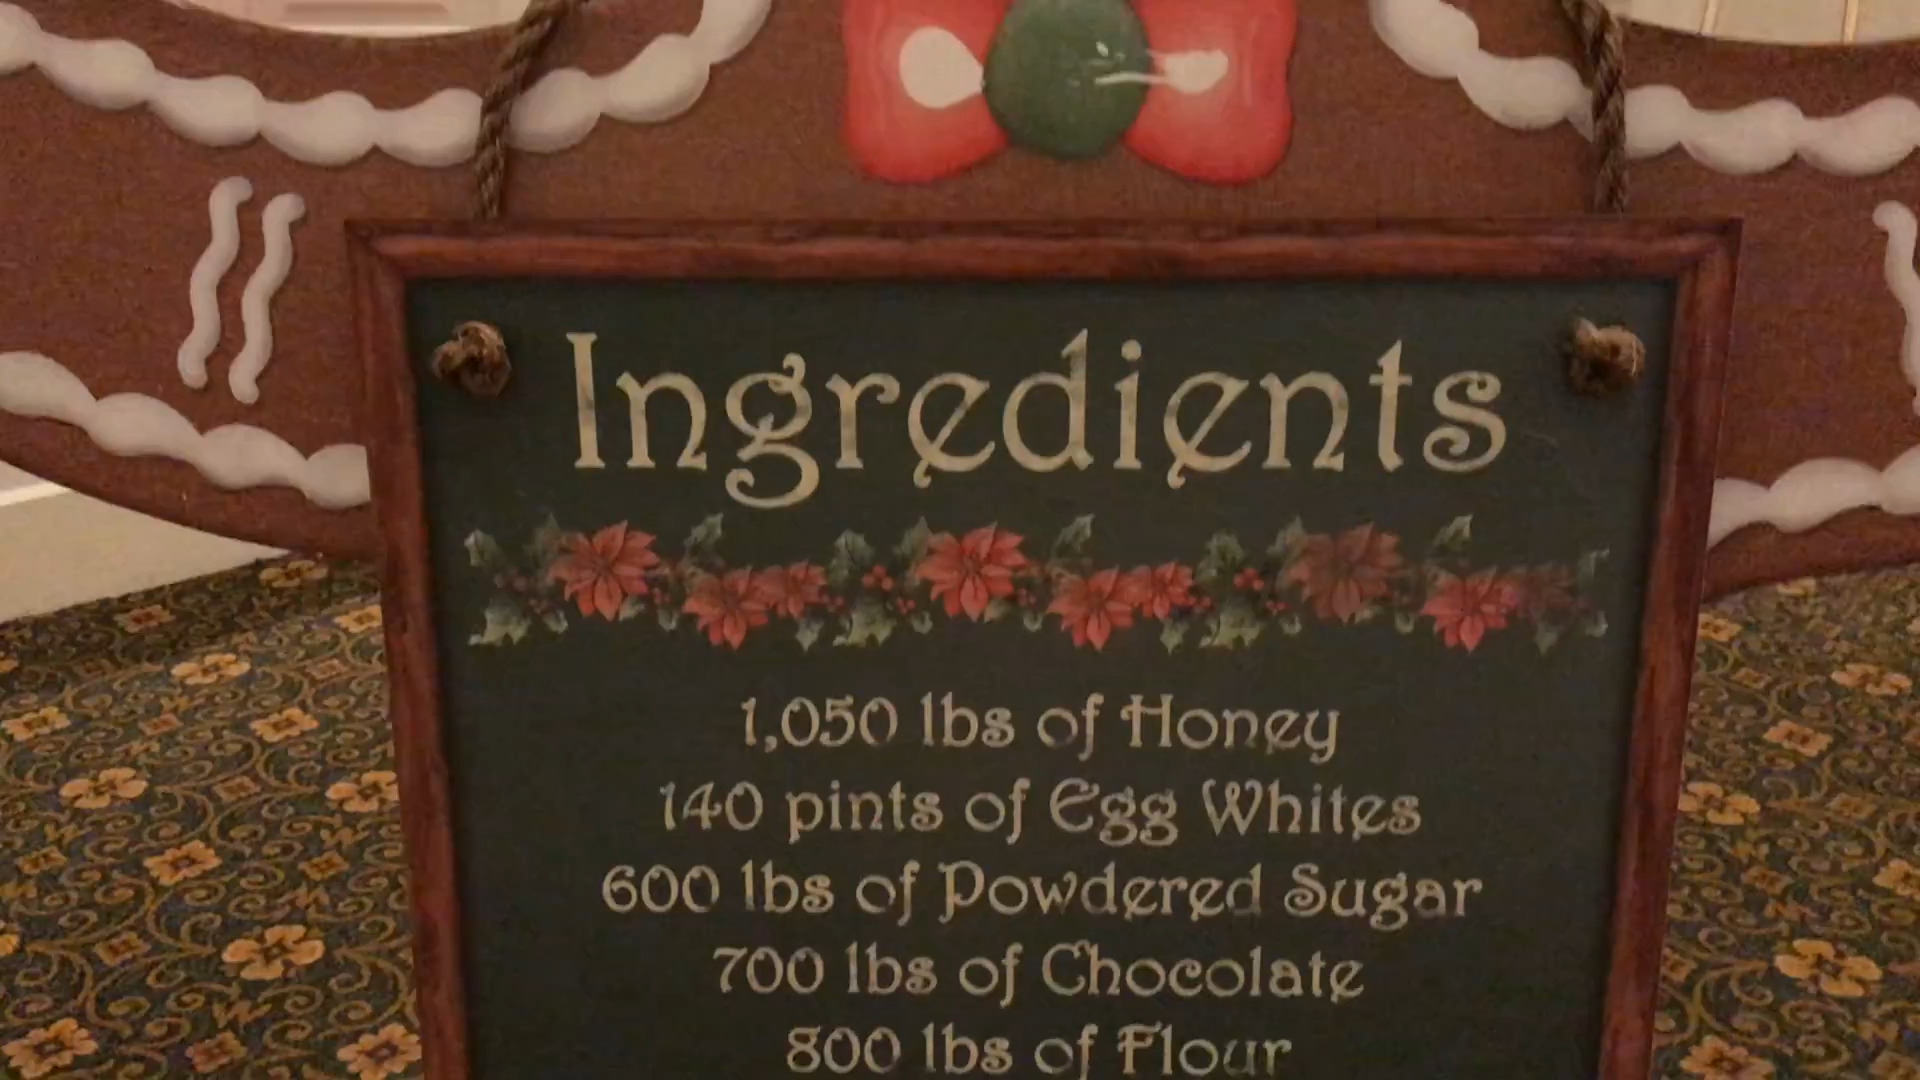 Ingredients
1,050 lbs of Honey
140 pints of Egg Whites
600 lbs of Powdered Sugar
700 lbs of Chocolate
800 lbs of Flour